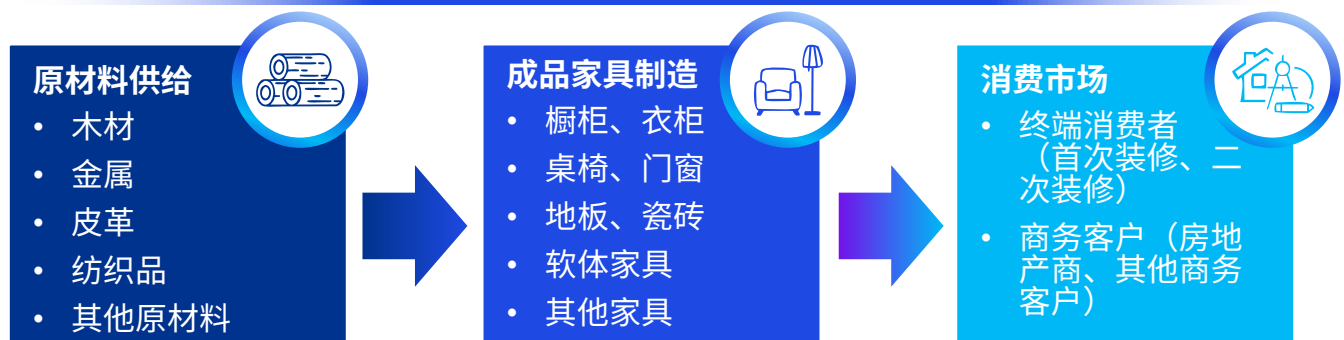 原材料供给
• 木材
• 金属
• 皮革
• 纺织品
• 其他原材料
成品家具制造
• 橱柜、衣柜
• 桌椅、门窗
• 地板、瓷砖
• 软体家具
• 其他家具
消费市场
• 终端消费者
（首次装修、二
次装修）
• 商务客户（房地
产商、其他商务
客户）